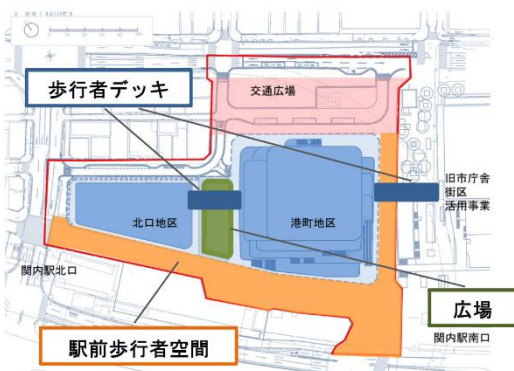 歩行者デッキ
交通広場
旧市庁舎
街区
活用事業
北口地区
港町地区
関内駅北口
広場
駅前歩行者空間
関内駅南口